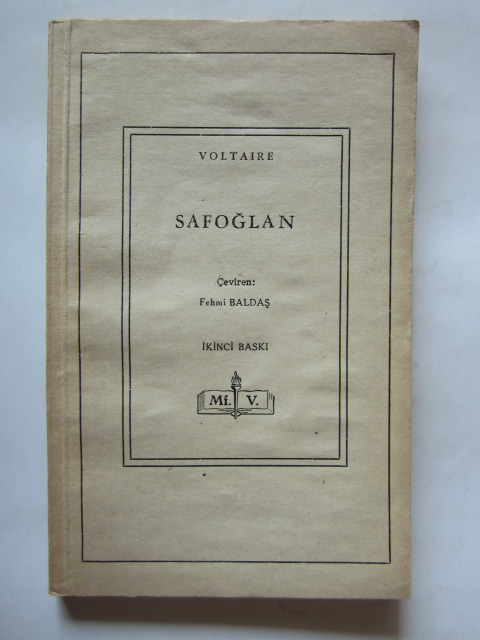 VOLTAIRE
SAFOĞLAN
Çeviren:
Fehmi BALDAŞ
İKİNCİ BASKI
Mf. V.